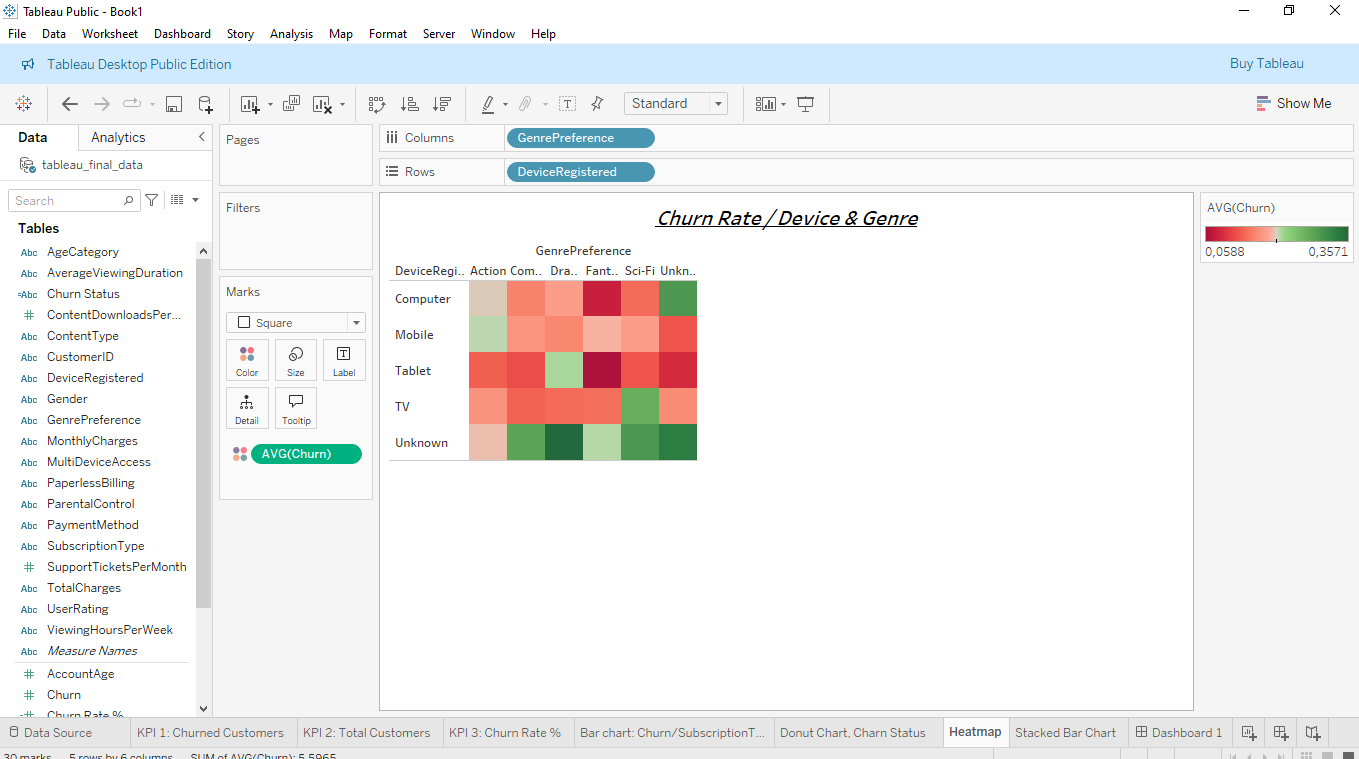 Tableau Public - Book1
File Data Worksheet Dashboard Story Analysis Map Format Server Window Help
Tableau Desktop Public Edition Buy Tableau
Standard Show Me
Data Analytics
tableau_final_data
Search
Tables
Abc AgeCategory
Abc AverageViewingDuration
=Abc Churn Status
# ContentDownloadsPer...
Abc ContentType
Abc CustomerID
Abc DeviceRegistered
Abc Gender
Abc GenrePreference
Abc MonthlyCharges
Abc MultiDeviceAccess
Abc PaperlessBilling
Abc ParentalControl
Abc PaymentMethod
Abc SubscriptionType
# SupportTicketsPerMonth
Abc TotalCharges
Abc UserRating
Abc ViewingHoursPerWeek
Abc Measure Names
# AccountAge
# Churn
=# Churn Rate %
Pages
Filters
Marks
Square
Color Size Label
Detail Tooltip
AVG(Churn)
Columns GenrePreference
Rows DeviceRegistered
Churn Rate / Device & Genre
GenrePreference
DeviceRegi.. Action Com.. Dra.. Fant.. Sci-Fi Unkn..
Computer
Mobile
Tablet
TV
Unknown
AVG(Churn)
0,0588 0,3571
Data Source KPI 1: Churned Customers KPI 2: Total Customers KPI 3: Churn Rate % Bar chart: Churn/SubscriptionT... Donut Chart, Churn Status Heatmap Stacked Bar Chart Dashboard 1
30 marks 5 rows by 6 columns SUM of AVG(Churn): 5,5965